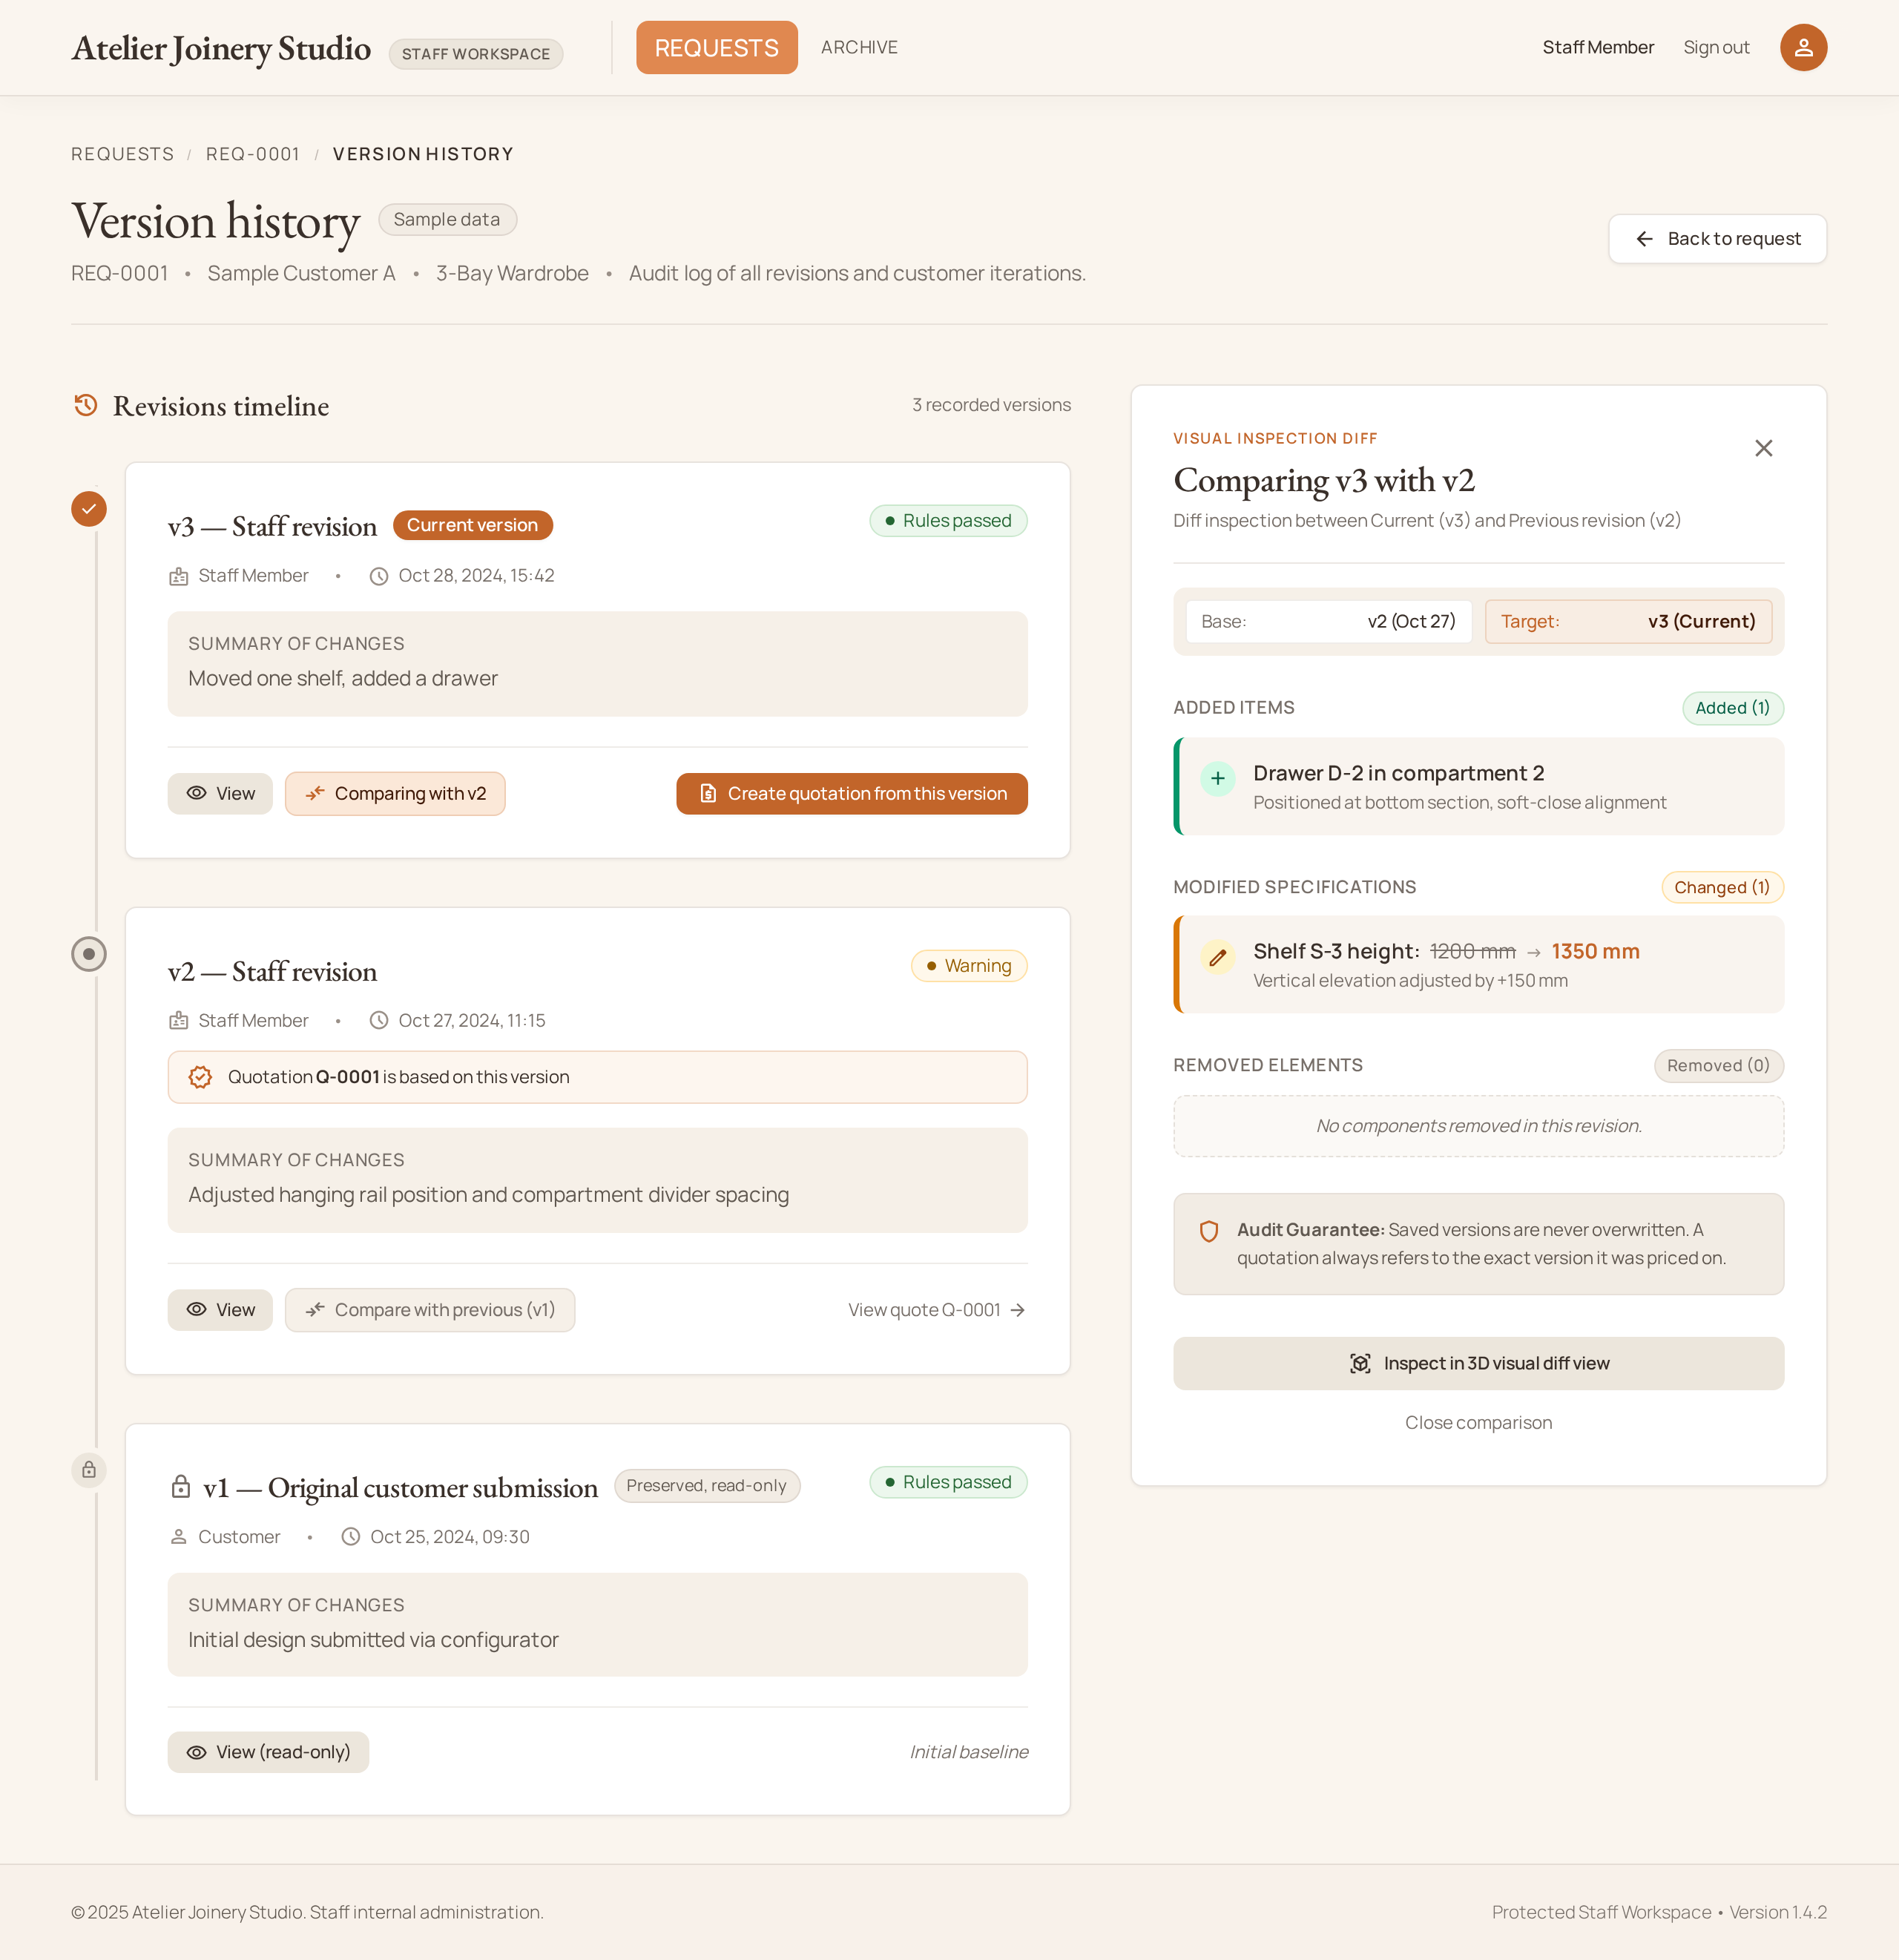 Atelier Joinery Studio
STAFF WORKSPACE
REQUESTS
ARCHIVE
Staff Member
Sign out
REQUESTS / REQ-0001 / VERSION HISTORY
Version history
Sample data
Back to request
REQ-0001 • Sample Customer A • 3-Bay Wardrobe • Audit log of all revisions and customer iterations.
Revisions timeline
3 recorded versions
v3 — Staff revision
Current version
Rules passed
Staff Member • Oct 28, 2024, 15:42
SUMMARY OF CHANGES
Moved one shelf, added a drawer
View
Comparing with v2
Create quotation from this version
v2 — Staff revision
Warning
Staff Member • Oct 27, 2024, 11:15
Quotation Q-0001 is based on this version
SUMMARY OF CHANGES
Adjusted hanging rail position and compartment divider spacing
View
Compare with previous (v1)
View quote Q-0001 →
v1 — Original customer submission
Preserved, read-only
Rules passed
Customer • Oct 25, 2024, 09:30
SUMMARY OF CHANGES
Initial design submitted via configurator
View (read-only)
Initial baseline
VISUAL INSPECTION DIFF
Comparing v3 with v2
Diff inspection between Current (v3) and Previous revision (v2)
Base: v2 (Oct 27)
Target: v3 (Current)
ADDED ITEMS
Added (1)
Drawer D-2 in compartment 2
Positioned at bottom section, soft-close alignment
MODIFIED SPECIFICATIONS
Changed (1)
Shelf S-3 height: 1200 mm → 1350 mm
Vertical elevation adjusted by +150 mm
REMOVED ELEMENTS
Removed (0)
No components removed in this revision.
Audit Guarantee: Saved versions are never overwritten. A
quotation always refers to the exact version it was priced on.
Inspect in 3D visual diff view
Close comparison
© 2025 Atelier Joinery Studio. Staff internal administration.
Protected Staff Workspace • Version 1.4.2